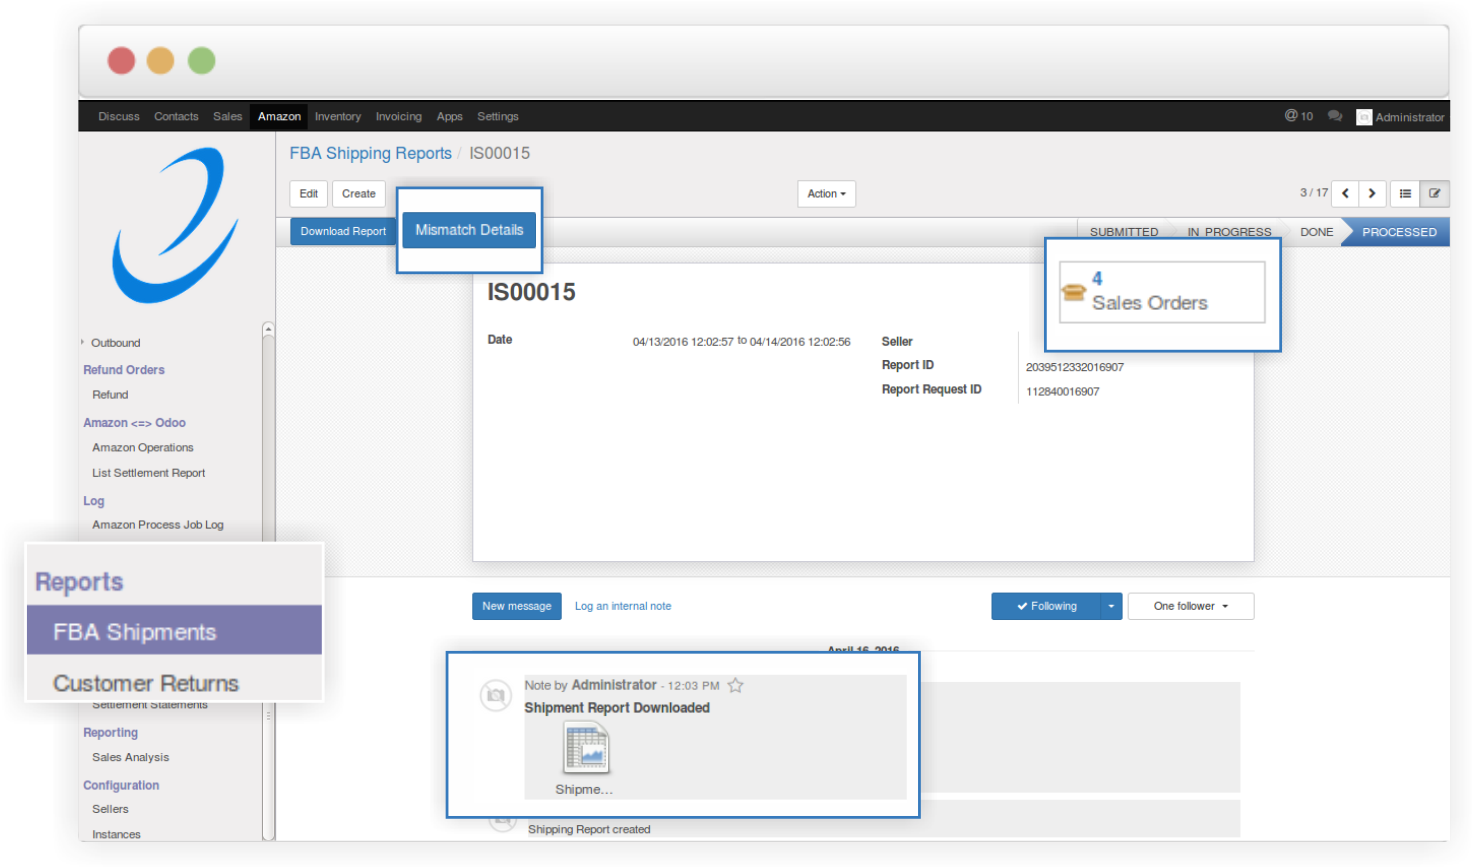 Discuss Contacts Sales Amazon Inventory Invoicing Apps Settings @ 10 Administrator
FBA Shipping Reports / IS00015
Edit Create Action 3 / 17
Download Report Mismatch Details SUBMITTED IN PROGRESS DONE PROCESSED
4
Sales Orders
IS00015
Date 04/13/2016 12:02:57 to 04/14/2016 12:02:56 Seller
Report ID 2039512332016907
Report Request ID 112840016907
Outbound
Refund Orders
Refund
Amazon <=> Odoo
Amazon Operations
List Settlement Report
Log
Amazon Process Job Log
Reports
FBA Shipments
Customer Returns
Settlement Statements
Reporting
Sales Analysis
Configuration
Sellers
Instances
New message Log an internal note Following One follower
April 16, 2016
Note by Administrator - 12:03 PM
Shipment Report Downloaded
Shipme...
Shipping Report created